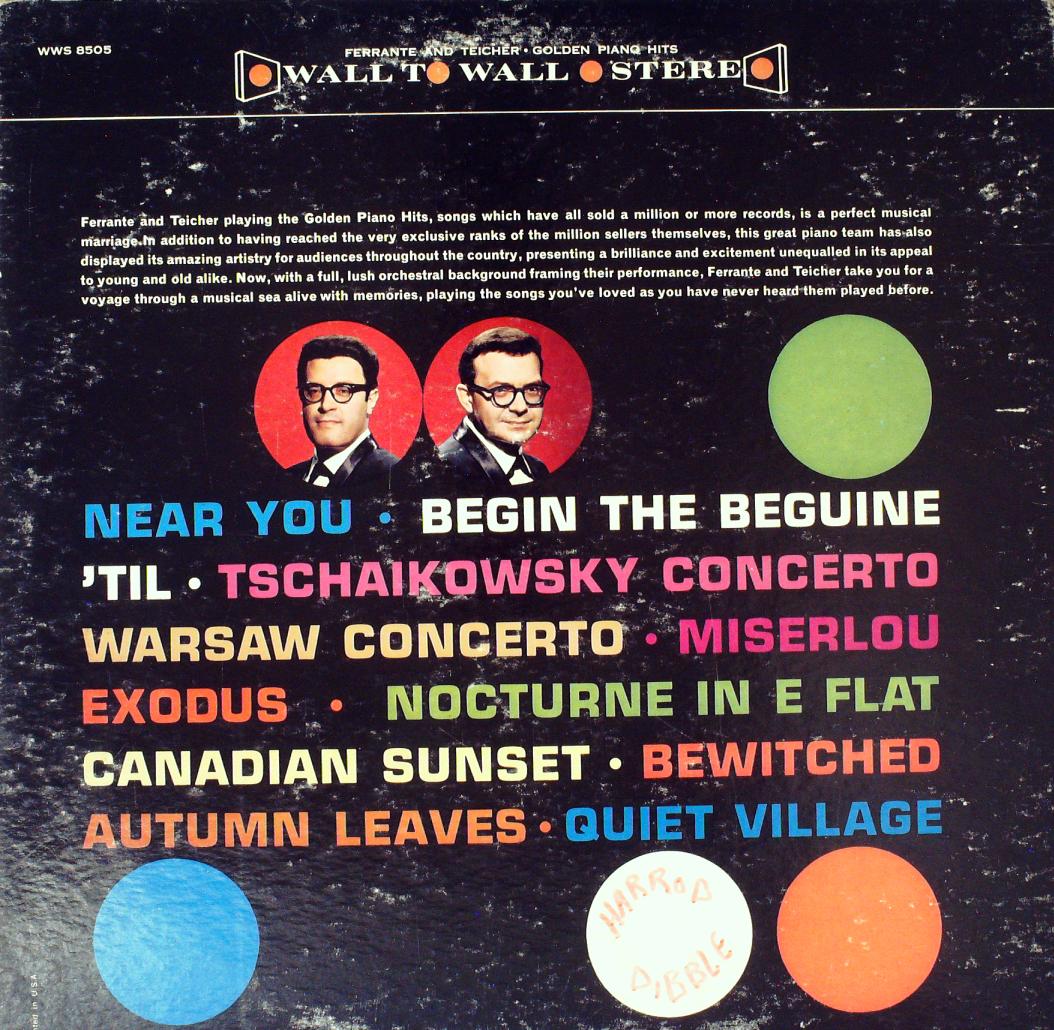 WWS 8505
FERRANTE AND TEICHER • GOLDEN PIANO HITS
WALL TO WALL STERE
Ferrante and Teicher playing the Golden Piano Hits, songs which have all sold a million or more records, is a perfect musical
marriage.In addition to having reached the very exclusive ranks of the million sellers themselves, this great piano team has also
displayed its amazing artistry for audiences throughout the country, presenting a brilliance and excitement unequalled in its appeal
to young and old alike. Now, with a full, lush orchestral background framing their performance, Ferrante and Teicher take you for a
voyage through a musical sea alive with memories, playing the songs you've loved as you have never heard them played before.
NEAR YOU • BEGIN THE BEGUINE
'TIL • TSCHAIKOWSKY CONCERTO
WARSAW CONCERTO • MISERLOU
EXODUS • NOCTURNE IN E FLAT
CANADIAN SUNSET • BEWITCHED
AUTUMN LEAVES • QUIET VILLAGE
HARROD
DIBBLE
in U.S.A.